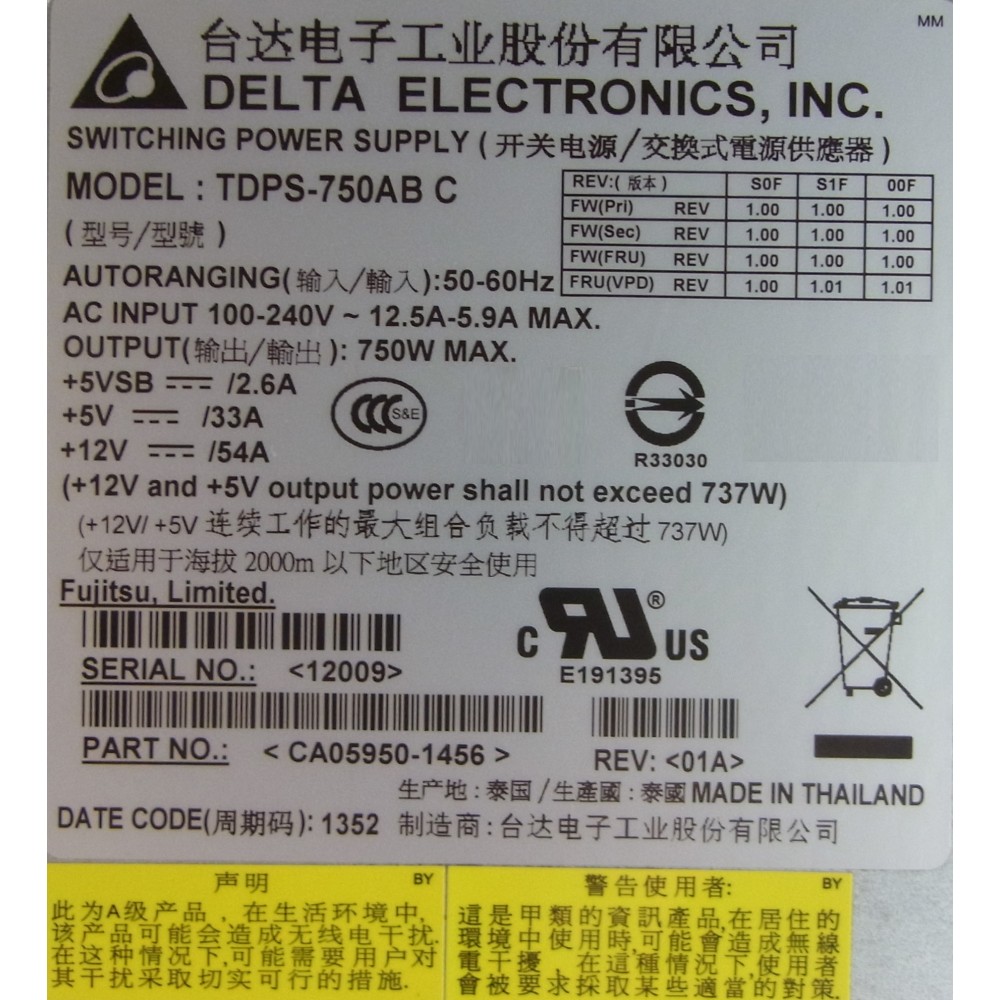 MM
台达电子工业股份有限公司
DELTA ELECTRONICS, INC.
SWITCHING POWER SUPPLY (开关电源/交換式電源供應器)
MODEL : TDPS-750AB C
(型号/型號)
REV:(版本) S0F S1F 00F
FW(Pri) REV 1.00 1.00 1.00
FW(Sec) REV 1.00 1.00 1.00
FW(FRU) REV 1.00 1.00 1.00
FRU(VPD) REV 1.00 1.01 1.01
AUTORANGING(输入/輸入):50-60Hz
AC INPUT 100-240V ~ 12.5A-5.9A MAX.
OUTPUT(输出/輸出): 750W MAX.
+5VSB ⎓ /2.6A
+5V ⎓ /33A
+12V ⎓ /54A
CCC S&E
R33030
(+12V and +5V output power shall not exceed 737W)
(+12V/ +5V 连续工作的最大组合负载不得超过 737W)
仅适用于海拔 2000m 以下地区安全使用
Fujitsu, Limited.
C RU ® US
E191395
SERIAL NO.: <12009>
PART NO.: < CA05950-1456 >
REV: <01A>
生产地:泰国/生產國:泰國 MADE IN THAILAND
DATE CODE(周期码): 1352 制造商:台达电子工业股份有限公司
声明 BY
此为A级产品,在生活环境中,
该产品可能会造成无线电干扰.
在这种情况下,可能需要用户对
其干扰采取切实可行的措施.
警告使用者: BY
這是甲類的資訊產品,在居住的
環境中使用時,可能會造成無線
電干擾,在這種情況下,使用者
會被要求採取某些適當的對策.